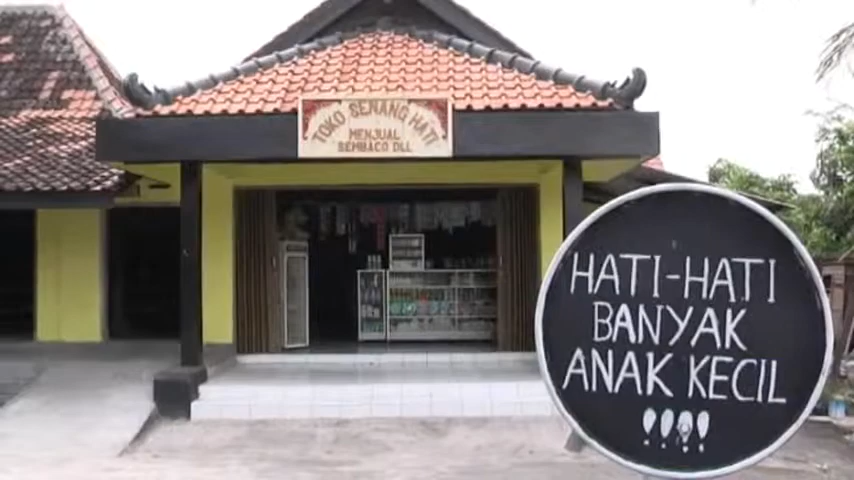 TOKO SENANG HATI
MENJUAL
SEMBACO DLL
HATI-HATI
BANYAK
ANAK KECIL
!!!!